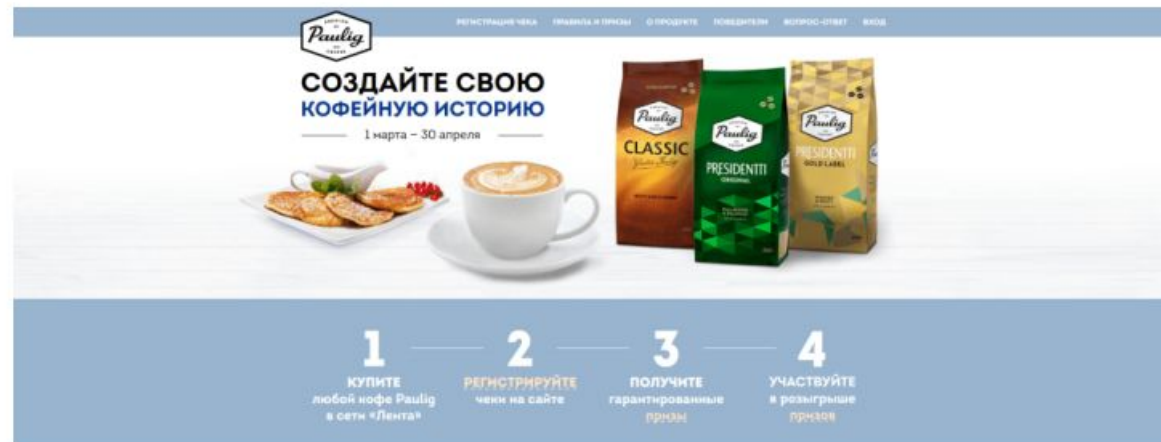 РЕГИСТРАЦИЯ ЧЕКА ПРАВИЛА И ПРИЗЫ О ПРОДУКТЕ ПОБЕДИТЕЛИ ВОПРОС-ОТВЕТ ВХОД
Paulig
СОЗДАЙТЕ СВОЮ
КОФЕЙНУЮ ИСТОРИЮ
1 марта – 30 апреля
Paulig
CLASSIC
Paulig
PRESIDENTTI
ORIGINAL
Paulig
PRESIDENTTI
GOLD LABEL
1
КУПИТЕ
любой кофе Paulig
в сети «Лента»
2
РЕГИСТРИРУЙТЕ
чеки на сайте
3
ПОЛУЧИТЕ
гарантированные
призы
4
УЧАСТВУЙТЕ
в розыгрыше
призов